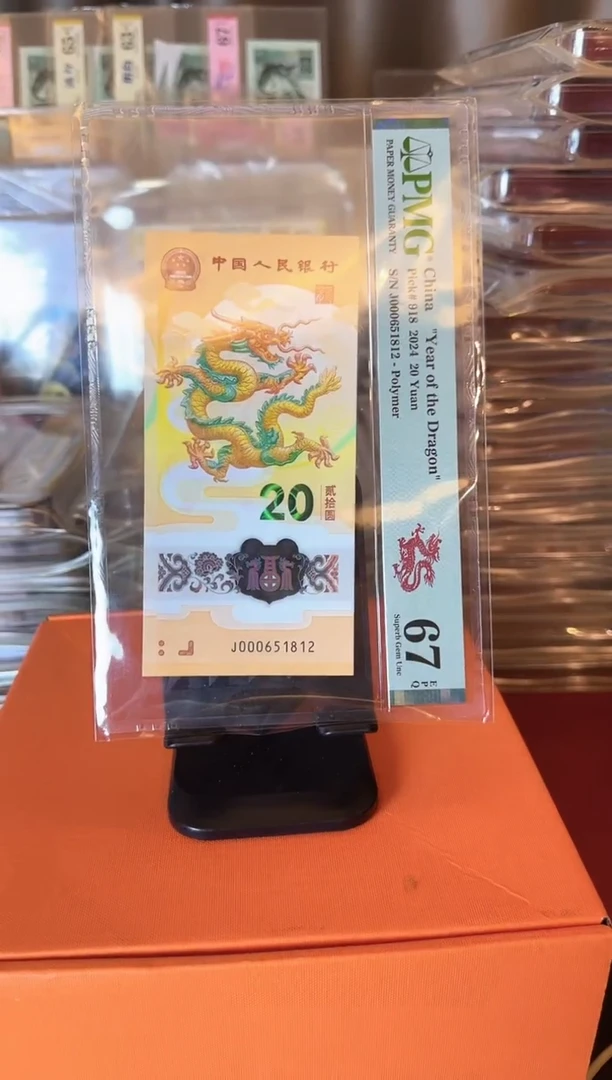 中国人民银行
20
贰拾圆
J000651812
PMG
PAPER MONEY GUARANTY
China "Year of the Dragon"
Pick# 918 2024 20 Yuan
S/N J000651812 - Polymer
67 EPQ
Superb Gem Unc